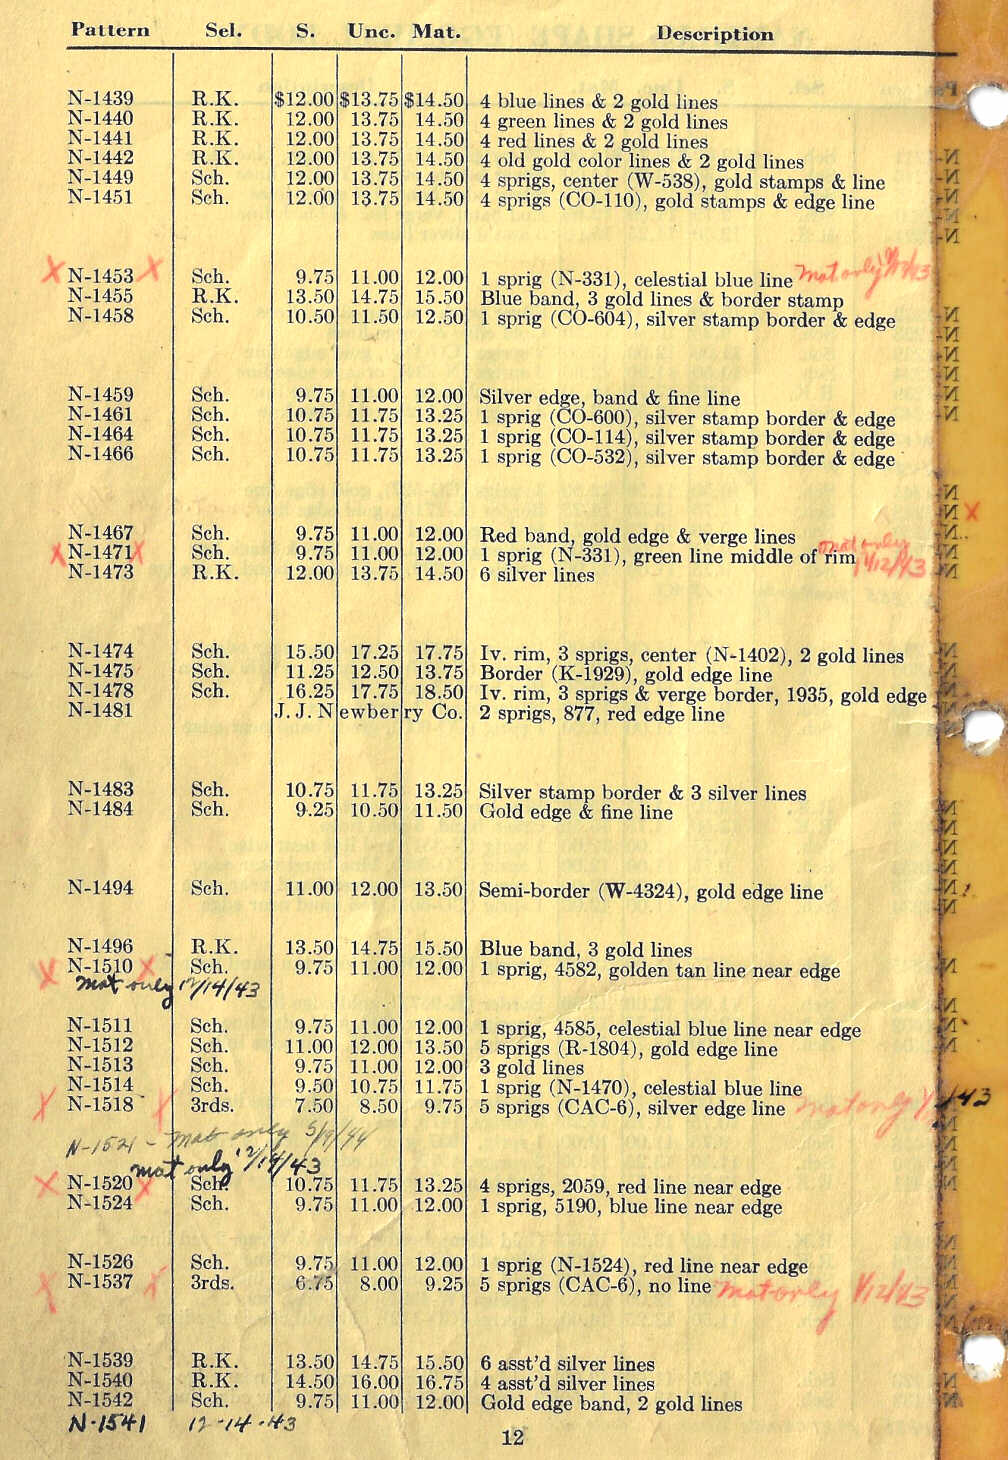 Pattern Sel. S. Unc. Mat. Description
N-1439 R.K. $12.00 $13.75 $14.50 4 blue lines & 2 gold lines
N-1440 R.K. 12.00 13.75 14.50 4 green lines & 2 gold lines
N-1441 R.K. 12.00 13.75 14.50 4 red lines & 2 gold lines
N-1442 R.K. 12.00 13.75 14.50 4 old gold color lines & 2 gold lines
N-1449 Sch. 12.00 13.75 14.50 4 sprigs, center (W-538), gold stamps & line
N-1451 Sch. 12.00 13.75 14.50 4 sprigs (CO-110), gold stamps & edge line
X N-1453 X Sch. 9.75 11.00 12.00 1 sprig (N-331), celestial blue line Mat only
N-1455 R.K. 13.50 14.75 15.50 Blue band, 3 gold lines & border stamp
N-1458 Sch. 10.50 11.50 12.50 1 sprig (CO-604), silver stamp border & edge
N-1459 Sch. 9.75 11.00 12.00 Silver edge, band & fine line
N-1461 Sch. 10.75 11.75 13.25 1 sprig (CO-600), silver stamp border & edge
N-1464 Sch. 10.75 11.75 13.25 1 sprig (CO-114), silver stamp border & edge
N-1466 Sch. 10.75 11.75 13.25 1 sprig (CO-532), silver stamp border & edge
N-1467 Sch. 9.75 11.00 12.00 Red band, gold edge & verge lines
X N-1471 X Sch. 9.75 11.00 12.00 1 sprig (N-331), green line middle of rim mat only 1/12/43
N-1473 R.K. 12.00 13.75 14.50 6 silver lines
N-1474 Sch. 15.50 17.25 17.75 Iv. rim, 3 sprigs, center (N-1402), 2 gold lines
N-1475 Sch. 11.25 12.50 13.75 Border (K-1929), gold edge line
N-1478 Sch. 16.25 17.75 18.50 Iv. rim, 3 sprigs & verge border, 1935, gold edge
N-1481 J. J. Newberry Co. 2 sprigs, 877, red edge line
N-1483 Sch. 10.75 11.75 13.25 Silver stamp border & 3 silver lines
N-1484 Sch. 9.25 10.50 11.50 Gold edge & fine line
N-1494 Sch. 11.00 12.00 13.50 Semi-border (W-4324), gold edge line
N-1496 R.K. 13.50 14.75 15.50 Blue band, 3 gold lines
X N-1510 X Sch. 9.75 11.00 12.00 1 sprig, 4582, golden tan line near edge
mat only 12/14/43
N-1511 Sch. 9.75 11.00 12.00 1 sprig, 4585, celestial blue line near edge
N-1512 Sch. 11.00 12.00 13.50 5 sprigs (R-1804), gold edge line
N-1513 Sch. 9.75 11.00 12.00 3 gold lines
N-1514 Sch. 9.50 10.75 11.75 1 sprig (N-1470), celestial blue line
X N-1518 X 3rds. 7.50 8.50 9.75 5 sprigs (CAC-6), silver edge line mat only
N-1521 - mat only
mat only 12/14/43
X N-1520 X Sch. 10.75 11.75 13.25 4 sprigs, 2059, red line near edge
N-1524 Sch. 9.75 11.00 12.00 1 sprig, 5190, blue line near edge
N-1526 Sch. 9.75 11.00 12.00 1 sprig (N-1524), red line near edge
X N-1537 X 3rds. 6.75 8.00 9.25 5 sprigs (CAC-6), no line mat only 1/12/43
N-1539 R.K. 13.50 14.75 15.50 6 asst'd silver lines
N-1540 R.K. 14.50 16.00 16.75 4 asst'd silver lines
N-1542 Sch. 9.75 11.00 12.00 Gold edge band, 2 gold lines
N-1541 12-14-43
12